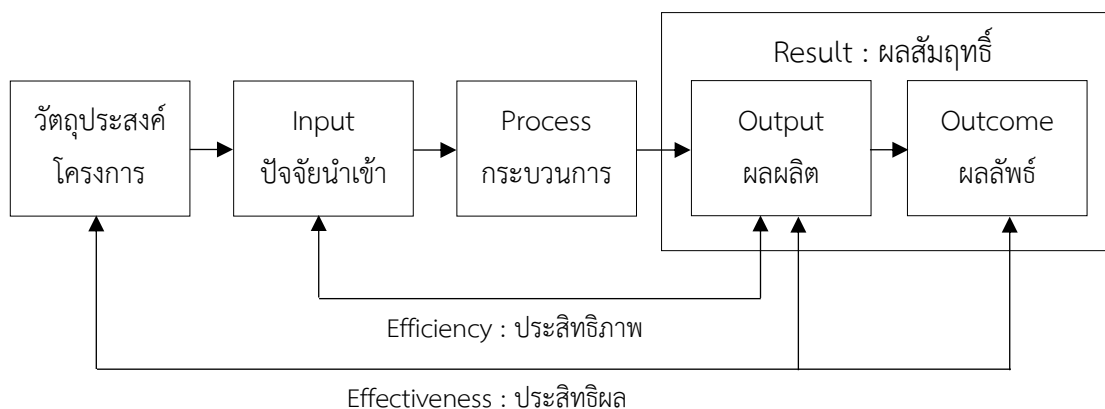 Result : ผลสัมฤทธิ์
วัตถุประสงค์
โครงการ
Input
ปัจจัยนำเข้า
Process
กระบวนการ
Output
ผลผลิต
Outcome
ผลลัพธ์
Efficiency : ประสิทธิภาพ
Effectiveness : ประสิทธิผล